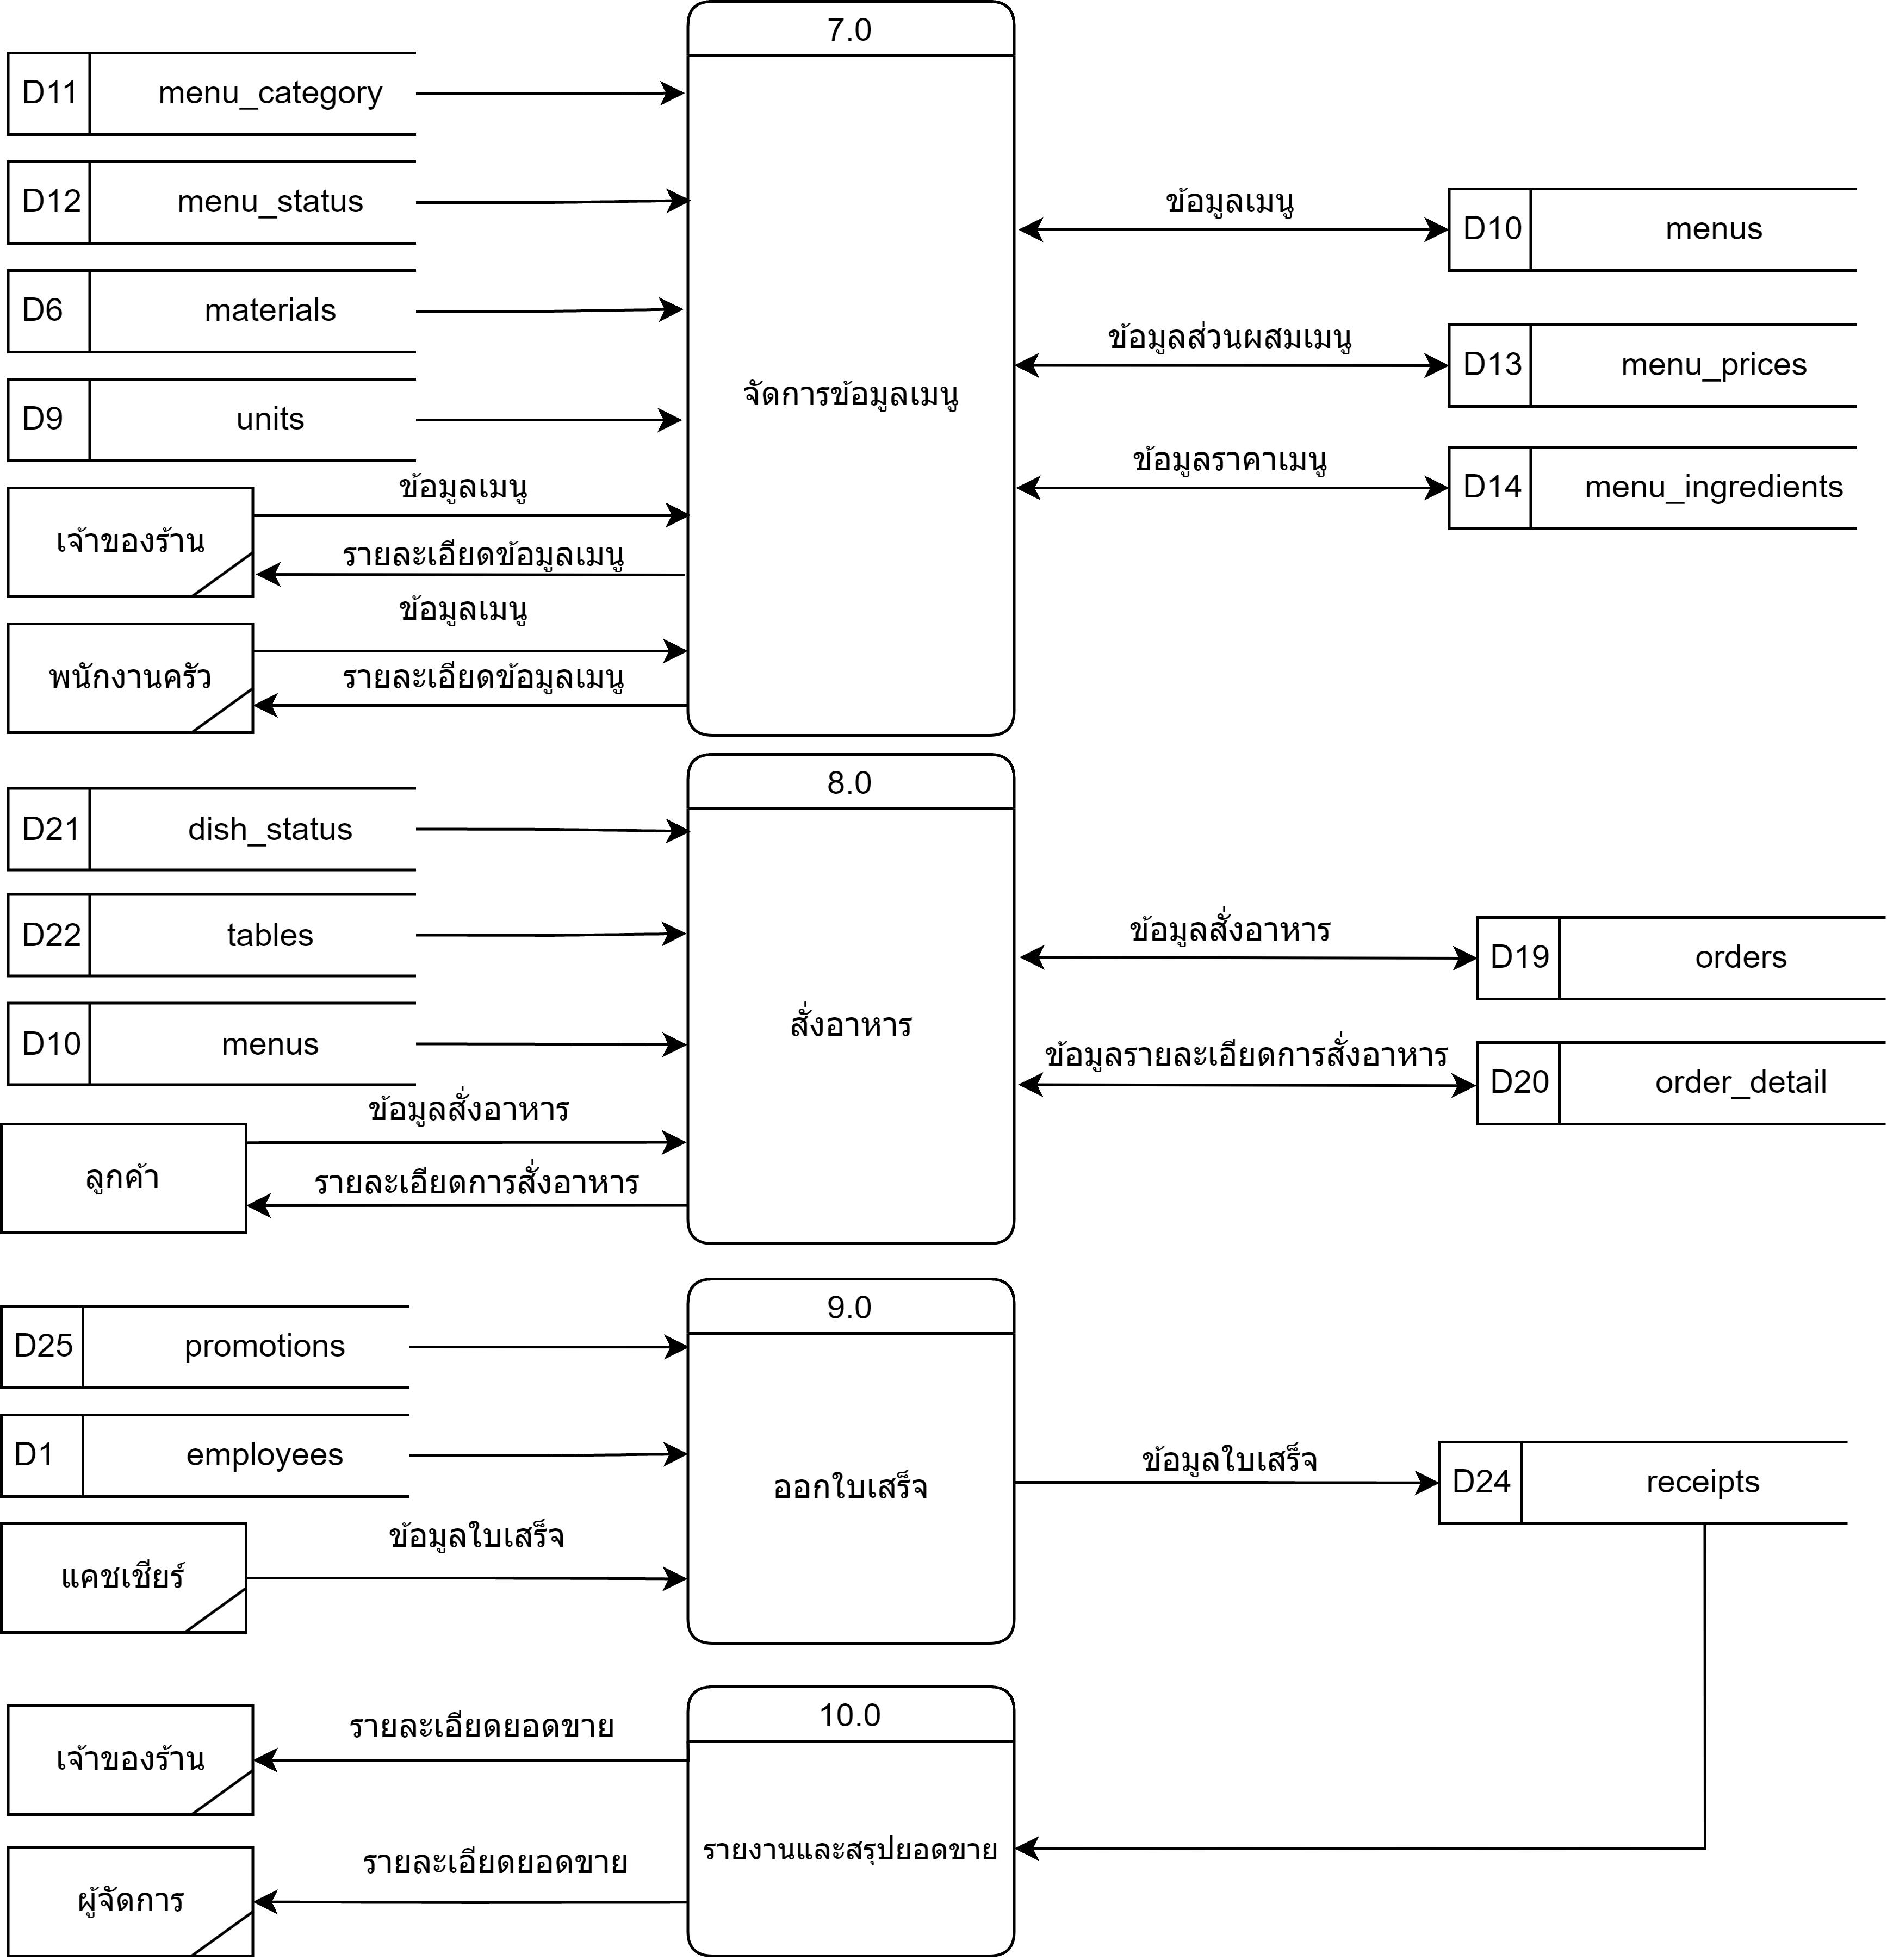 7.0
D11 menu_category
D12 menu_status
ข้อมูลเมนู
D10 menus
D6 materials
ข้อมูลส่วนผสมเมนู
D13 menu_prices
จัดการข้อมูลเมนู
D9 units
ข้อมูลราคาเมนู
D14 menu_ingredients
ข้อมูลเมนู
เจ้าของร้าน
รายละเอียดข้อมูลเมนู
ข้อมูลเมนู
พนักงานครัว
รายละเอียดข้อมูลเมนู
8.0
D21 dish_status
D22 tables
ข้อมูลสั่งอาหาร
D19 orders
สั่งอาหาร
D10 menus
ข้อมูลรายละเอียดการสั่งอาหาร
D20 order_detail
ข้อมูลสั่งอาหาร
ลูกค้า
รายละเอียดการสั่งอาหาร
9.0
D25 promotions
D1 employees
ออกใบเสร็จ
ข้อมูลใบเสร็จ
D24 receipts
ข้อมูลใบเสร็จ
แคชเชียร์
10.0
รายละเอียดยอดขาย
เจ้าของร้าน
รายงานและสรุปยอดขาย
รายละเอียดยอดขาย
ผู้จัดการ